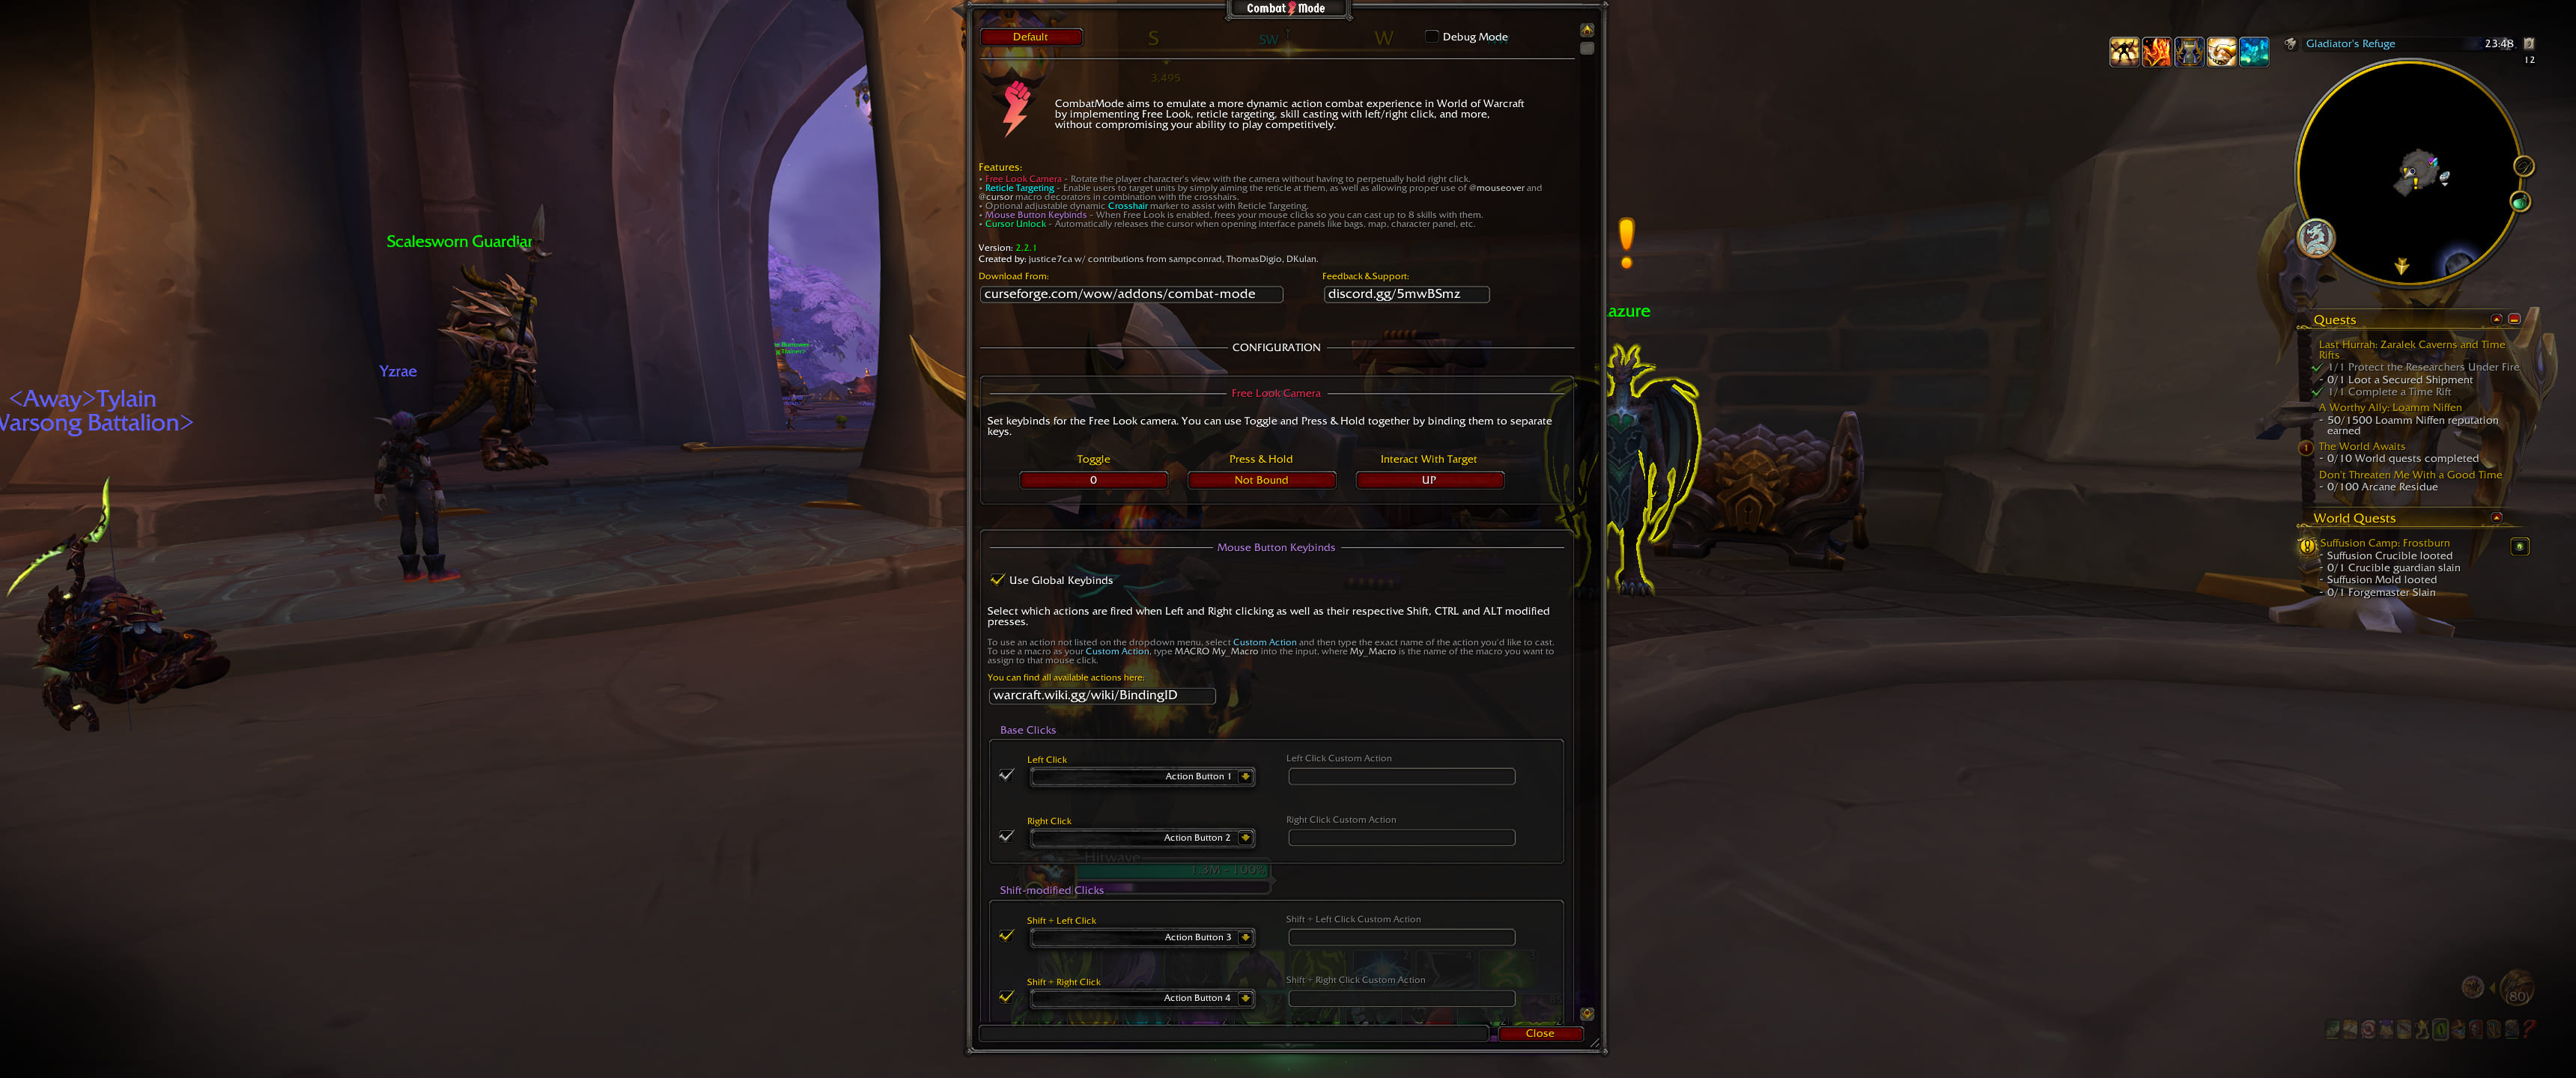 Combat Mode
Default
S
SW
W
Debug Mode
3,495
CombatMode aims to emulate a more dynamic action combat experience in World of Warcraft
by implementing Free Look, reticle targeting, skill casting with left/right click, and more,
without compromising your ability to play competitively.
Features:
• Free Look Camera - Rotate the player character's view with the camera without having to perpetually hold right click.
• Reticle Targeting - Enable users to target units by simply aiming the reticle at them, as well as allowing proper use of @mouseover and
@cursor macro decorators in combination with the crosshairs.
• Optional adjustable dynamic Crosshair marker to assist with Reticle Targeting.
• Mouse Button Keybinds - When Free Look is enabled, frees your mouse clicks so you can cast up to 8 skills with them.
• Cursor Unlock - Automatically releases the cursor when opening interface panels like bags, map, character panel, etc.
Version: 2.2.1
Created by: justice7ca w/ contributions from sampconrad, ThomasDigio, DKulan.
Download From:
Feedback & Support:
curseforge.com/wow/addons/combat-mode
discord.gg/5mwBSmz
CONFIGURATION
Free Look Camera
Set keybinds for the Free Look camera. You can use Toggle and Press & Hold together by binding them to separate
keys.
Toggle
Press & Hold
Interact With Target
0
Not Bound
UP
Mouse Button Keybinds
Use Global Keybinds
Select which actions are fired when Left and Right clicking as well as their respective Shift, CTRL and ALT modified
presses.
To use an action not listed on the dropdown menu, select Custom Action and then type the exact name of the action you'd like to cast.
To use a macro as your Custom Action, type MACRO My_Macro into the input, where My_Macro is the name of the macro you want to
assign to that mouse click.
You can find all available actions here:
warcraft.wiki.gg/wiki/BindingID
Base Clicks
Left Click
Left Click Custom Action
Action Button 1
Right Click
Right Click Custom Action
Action Button 2
Hitwave
1.3M - 100%
Shift-modified Clicks
Shift + Left Click
Shift + Left Click Custom Action
Action Button 3
Shift + Right Click
Shift + Right Click Custom Action
Action Button 4
Close
Scalesworn Guardian
Yzrae
<Away>Tylain
Warsong Battalion>
azure
Gladiator's Refuge
23:48
12
Quests
Last Hurrah: Zaralek Caverns and Time
Rifts
1/1 Protect the Researchers Under Fire
- 0/1 Loot a Secured Shipment
1/1 Complete a Time Rift
A Worthy Ally: Loamm Niffen
- 50/1500 Loamm Niffen reputation
earned
The World Awaits
- 0/10 World quests completed
Don't Threaten Me With a Good Time
- 0/100 Arcane Residue
World Quests
Suffusion Camp: Frostburn
- Suffusion Crucible looted
- 0/1 Crucible guardian slain
- Suffusion Mold looted
- 0/1 Forgemaster Slain
(80)